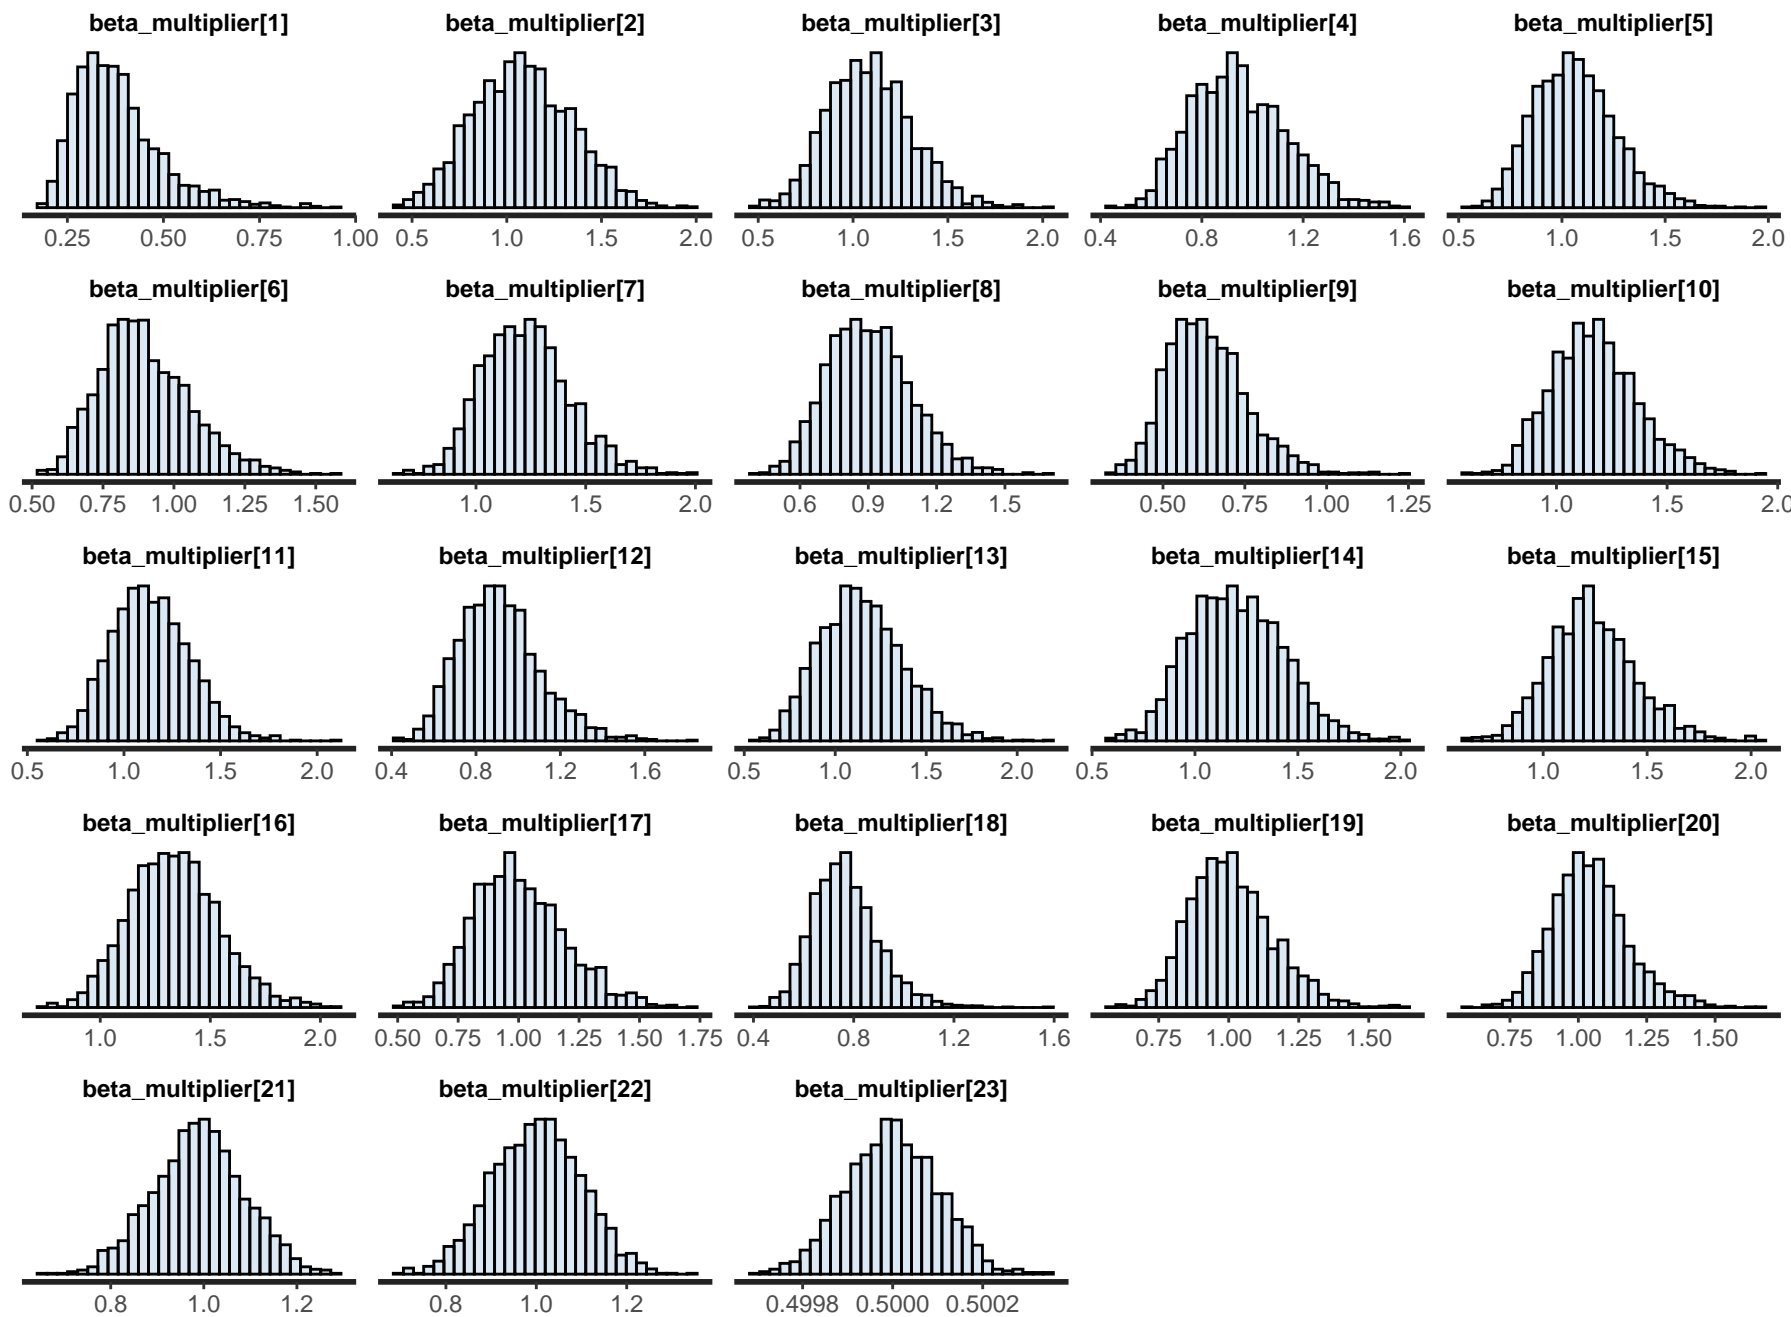 beta_multiplier[1] beta_multiplier[2] beta_multiplier[3] beta_multiplier[4] beta_multiplier[5]
0.25 0.50 0.75 1.00 0.5 1.0 1.5 2.0 0.5 1.0 1.5 2.0 0.4 0.8 1.2 1.6 0.5 1.0 1.5 2.0
beta_multiplier[6] beta_multiplier[7] beta_multiplier[8] beta_multiplier[9] beta_multiplier[10]
0.50 0.75 1.00 1.25 1.50 1.0 1.5 2.0 0.6 0.9 1.2 1.5 0.50 0.75 1.00 1.25 1.0 1.5 2.0
beta_multiplier[11] beta_multiplier[12] beta_multiplier[13] beta_multiplier[14] beta_multiplier[15]
0.5 1.0 1.5 2.0 0.4 0.8 1.2 1.6 0.5 1.0 1.5 2.0 0.5 1.0 1.5 2.0 1.0 1.5 2.0
beta_multiplier[16] beta_multiplier[17] beta_multiplier[18] beta_multiplier[19] beta_multiplier[20]
1.0 1.5 2.0 0.50 0.75 1.00 1.25 1.50 1.75 0.4 0.8 1.2 1.6 0.75 1.00 1.25 1.50 0.75 1.00 1.25 1.50
beta_multiplier[21] beta_multiplier[22] beta_multiplier[23]
0.8 1.0 1.2 0.8 1.0 1.2 0.4998 0.5000 0.5002